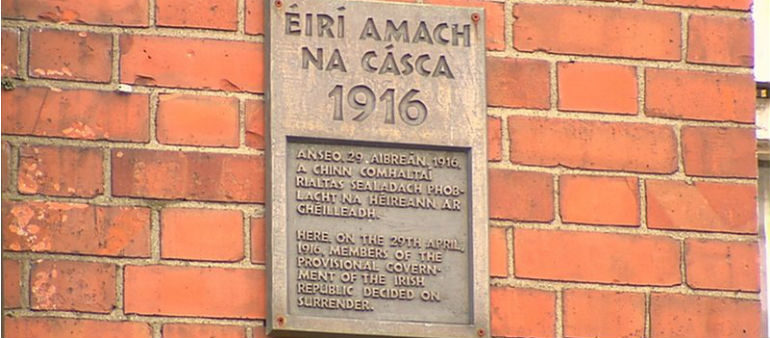 ÉIRÍ AMACH
NA CÁSCA
1916
ANSEO, 29, AIBREÁN, 1916,
A CHINN COMHALTAÍ
RIALTAS SEALADACH PHOB-
LACHT NA HÉIREANN AR
GHÉILLEADH.
HERE ON THE 29TH APRIL,
1916, MEMBERS OF THE
PROVISIONAL GOVERN-
MENT OF THE IRISH
REPUBLIC DECIDED ON
SURRENDER.